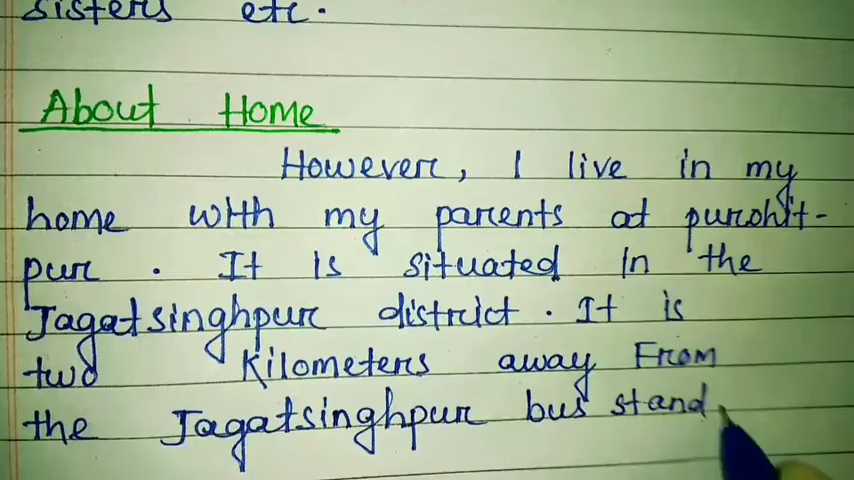 sisters etc.
About Home
However, I live in my
home with my parents at purohit-
pur. It is situated in the
Jagatsinghpur district. It is
two Kilometers away From
the Jagatsinghpur bus stand